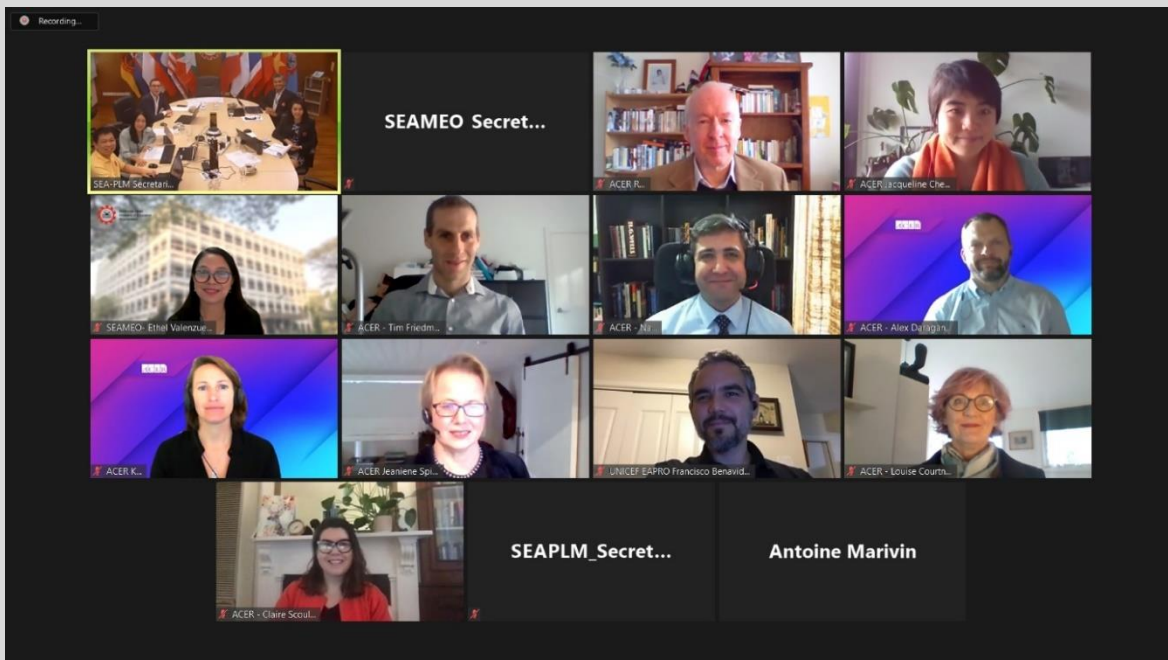 Recording...
SEA-PLM Secretari...
SEAMEO Secret...
ACER R...
ACER Jacqueline Che...
SEAMEO- Ethel Valenzue...
ACER - Tim Friedm...
ACER - Na...
ACER - Alex Daragan...
ACER K...
ACER Jeaniene Spi...
UNICEF EAPRO Francisco Benavid...
ACER - Louise Courtn...
ACER - Claire Scoul...
SEAPLM_Secret...
Antoine Marivin